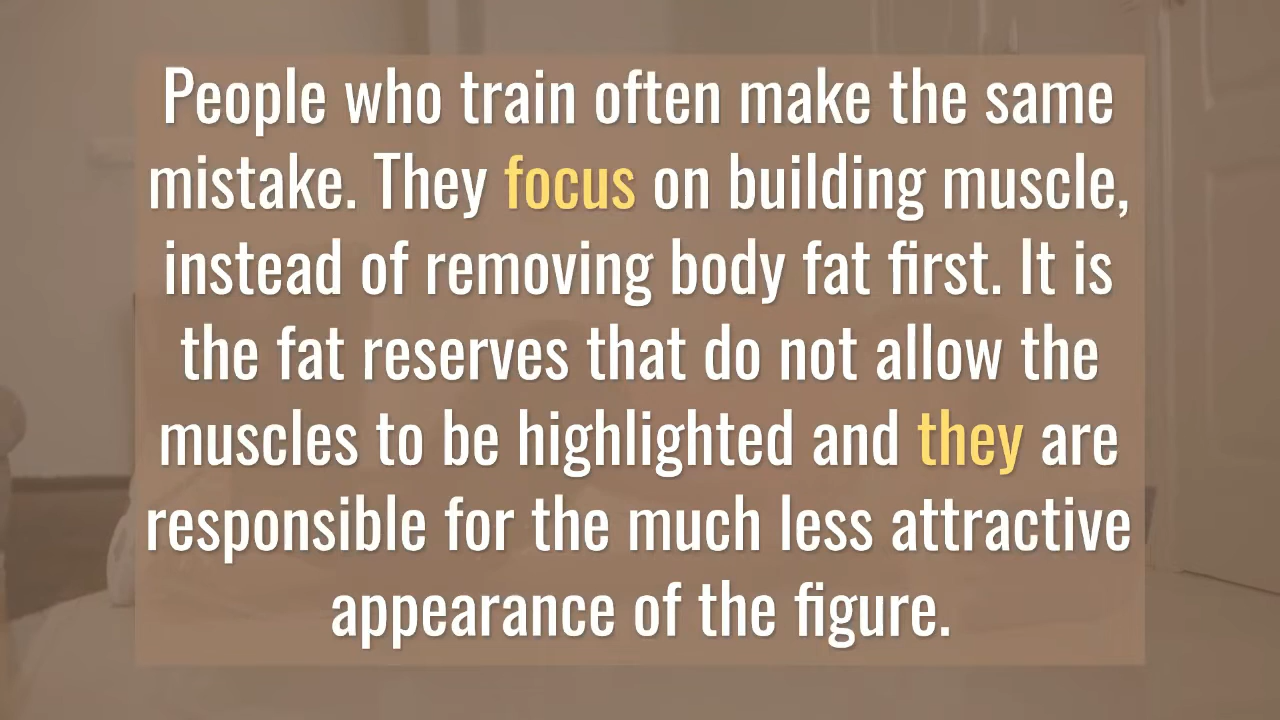 People who train often make the same
mistake. They focus on building muscle,
instead of removing body fat first. It is
the fat reserves that do not allow the
muscles to be highlighted and they are
responsible for the much less attractive
appearance of the figure.